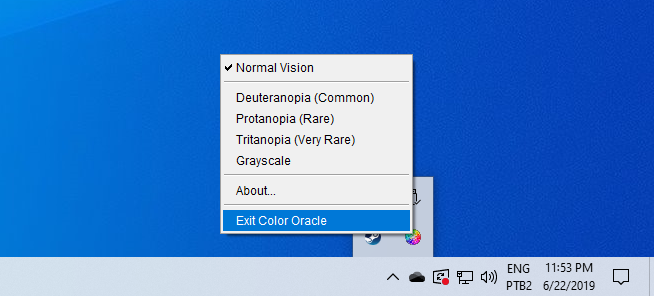 Normal Vision
Deuteranopia (Common)
Protanopia (Rare)
Tritanopia (Very Rare)
Grayscale
About...
Exit Color Oracle
ENG 11:53 PM
PTB2 6/22/2019